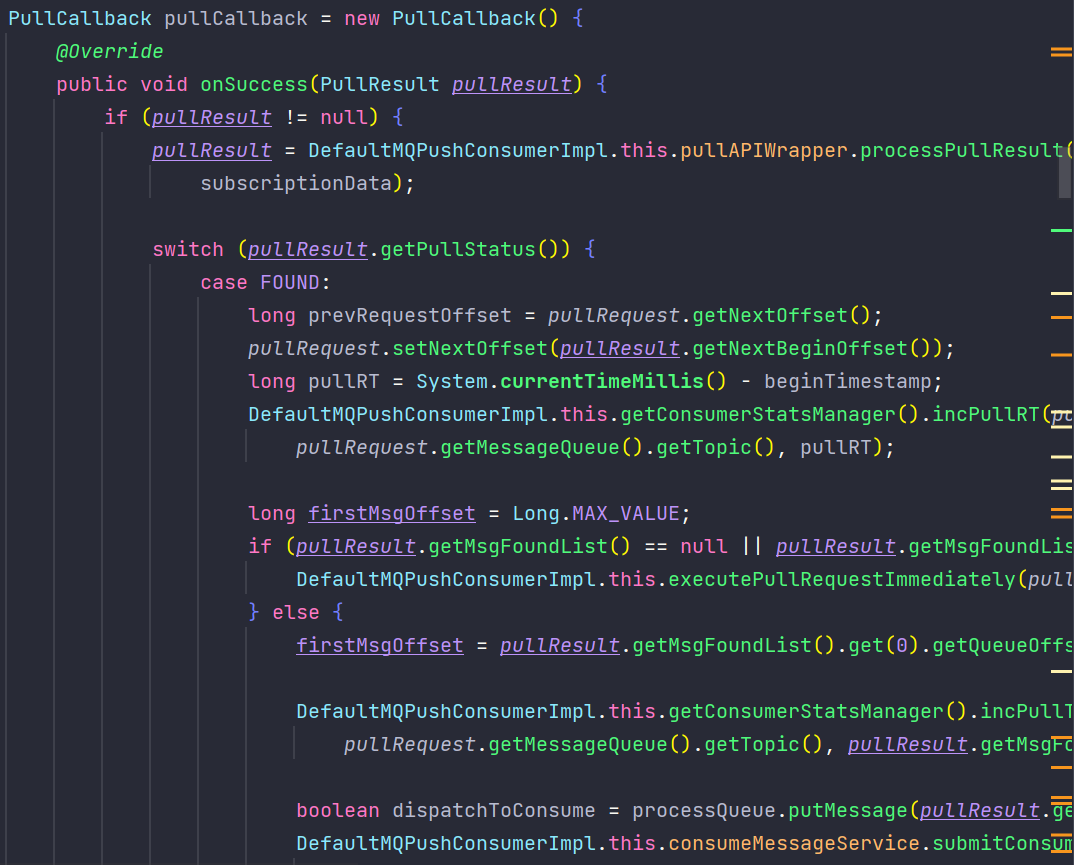 PullCallback pullCallback = new PullCallback() {
@Override
public void onSuccess(PullResult pullResult) {
if (pullResult != null) {
pullResult = DefaultMQPushConsumerImpl.this.pullAPIWrapper.processPullResult(
subscriptionData);
switch (pullResult.getPullStatus()) {
case FOUND:
long prevRequestOffset = pullRequest.getNextOffset();
pullRequest.setNextOffset(pullResult.getNextBeginOffset());
long pullRT = System.currentTimeMillis() - beginTimestamp;
DefaultMQPushConsumerImpl.this.getConsumerStatsManager().incPullRT(
pullRequest.getMessageQueue().getTopic(), pullRT);
long firstMsgOffset = Long.MAX_VALUE;
if (pullResult.getMsgFoundList() == null || pullResult.getMsgFoundLis
DefaultMQPushConsumerImpl.this.executePullRequestImmediately(pull
} else {
firstMsgOffset = pullResult.getMsgFoundList().get(0).getQueueOffs
DefaultMQPushConsumerImpl.this.getConsumerStatsManager().incPullT
pullRequest.getMessageQueue().getTopic(), pullResult.getMsgFo
boolean dispatchToConsume = processQueue.putMessage(pullResult.ge
DefaultMQPushConsumerImpl.this.consumeMessageService.submitConsum